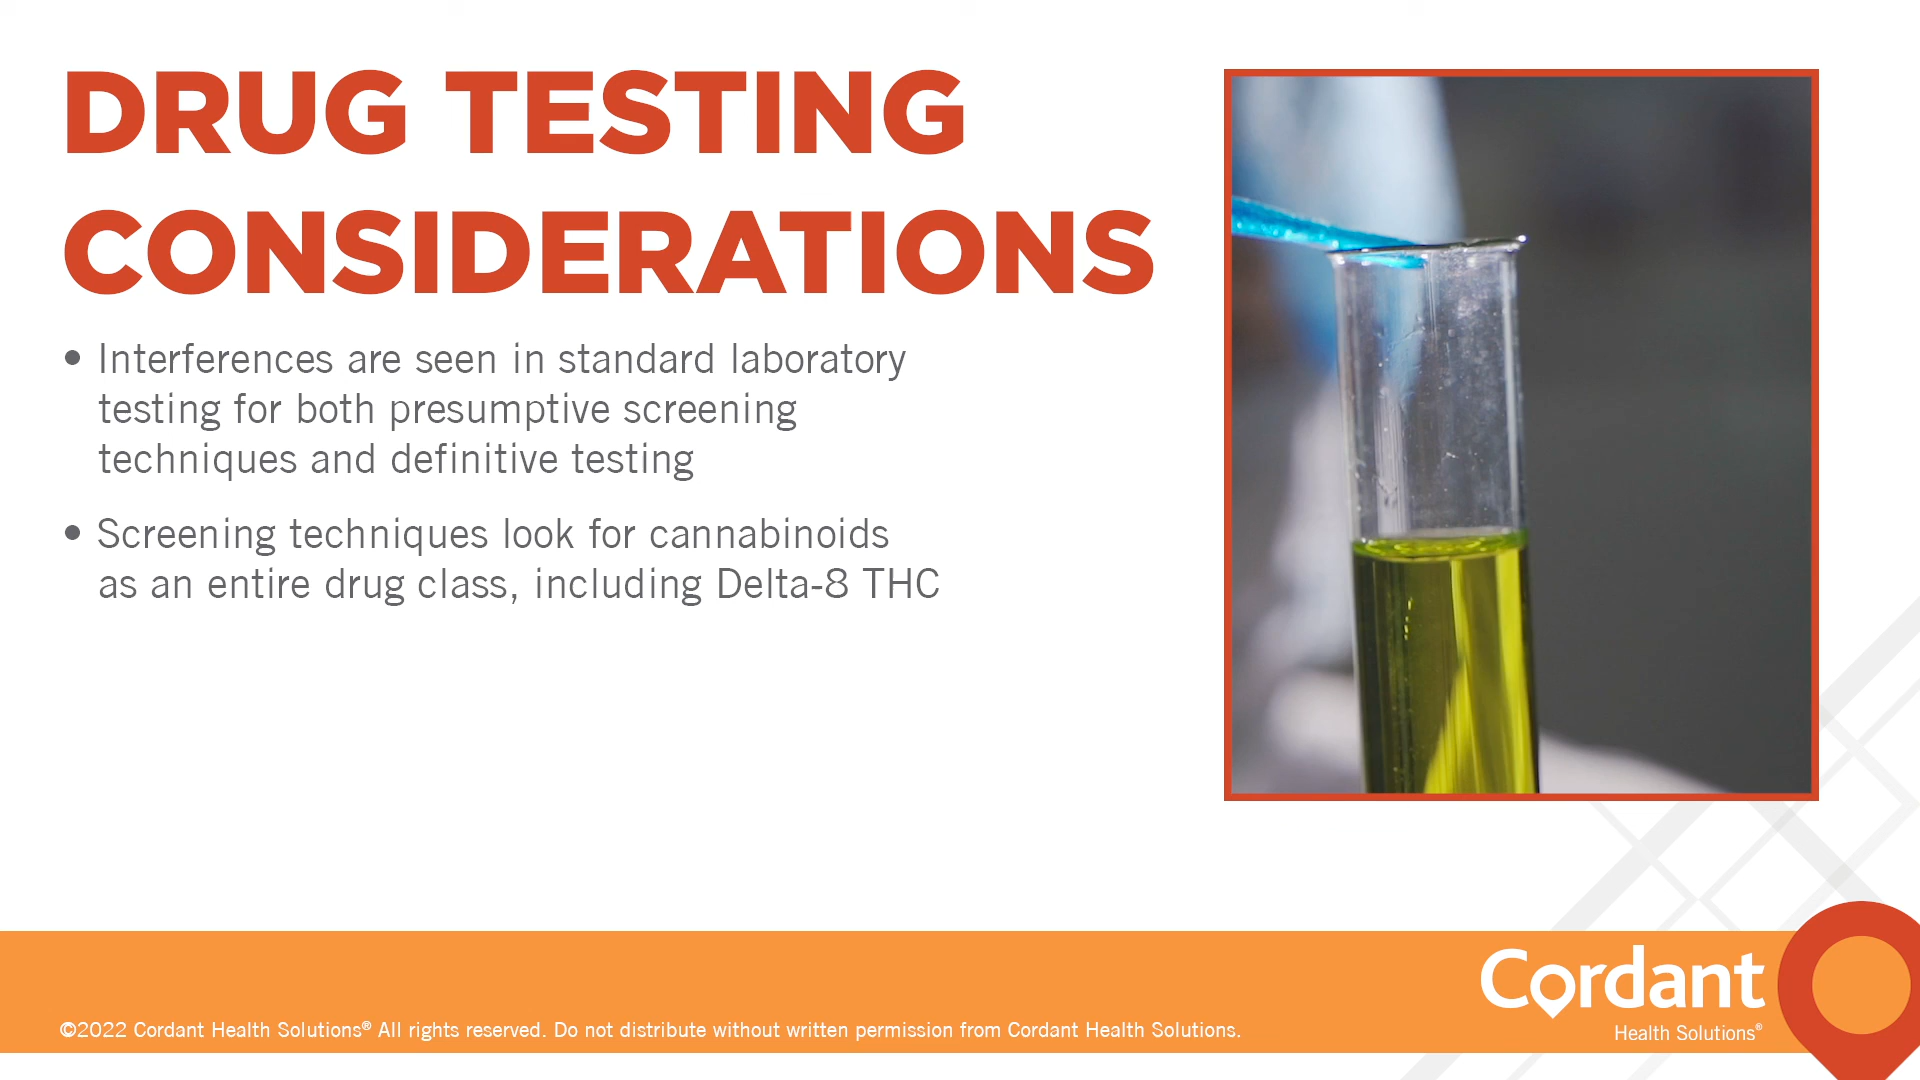 DRUG TESTING
CONSIDERATIONS
• Interferences are seen in standard laboratory
testing for both presumptive screening
techniques and definitive testing
• Screening techniques look for cannabinoids
as an entire drug class, including Delta-8 THC
Cordant
Health Solutions®
©2022 Cordant Health Solutions® All rights reserved. Do not distribute without written permission from Cordant Health Solutions.